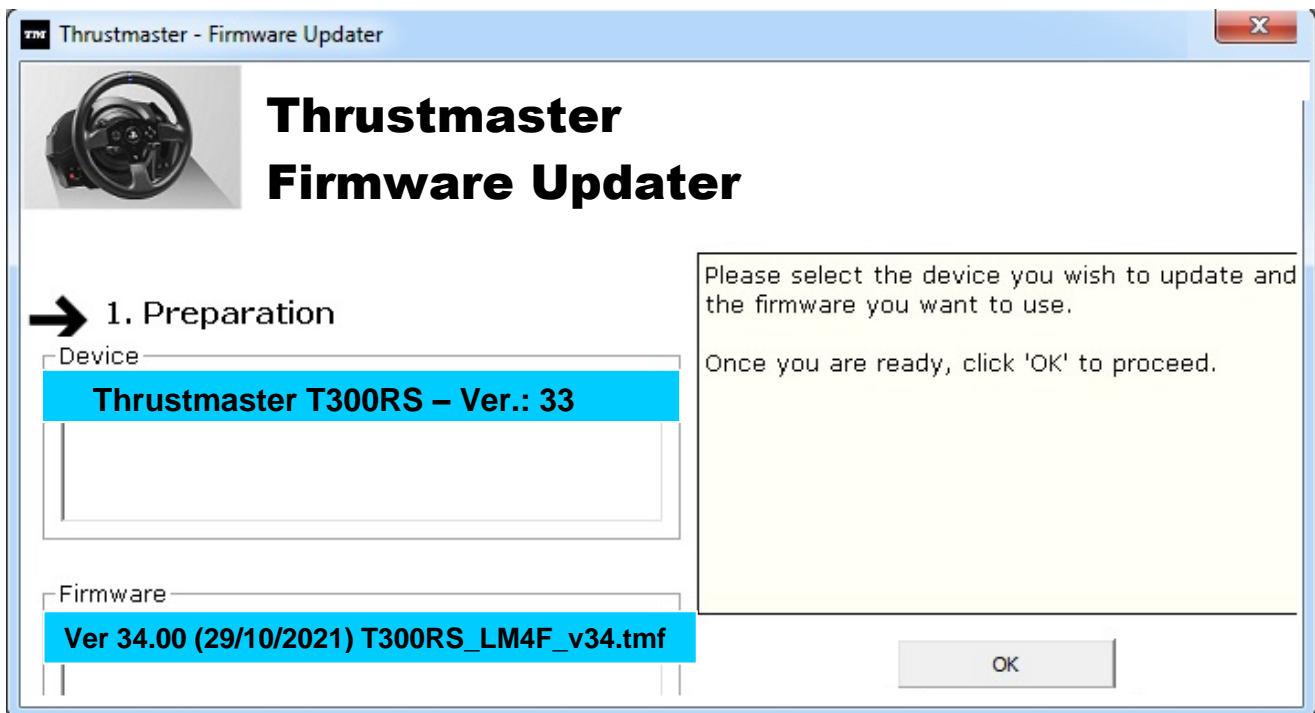 TM Thrustmaster - Firmware Updater
Thrustmaster
Firmware Updater
1. Preparation
Device
Thrustmaster T300RS – Ver.: 33
Firmware
Ver 34.00 (29/10/2021) T300RS_LM4F_v34.tmf
Please select the device you wish to update and
the firmware you want to use.
Once you are ready, click 'OK' to proceed.
OK